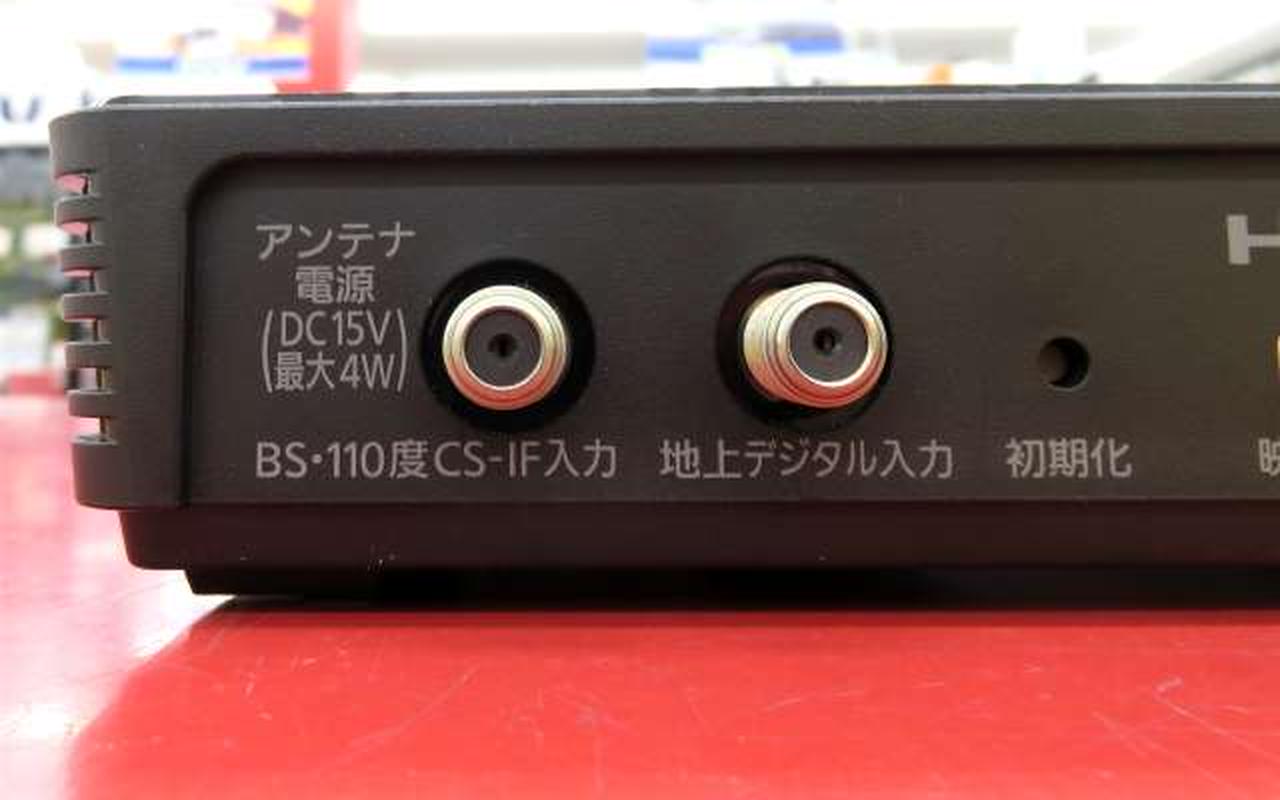 アンテナ
電源
(DC15V)
(最大4W)
BS・110度CS-IF入力
地上デジタル入力
初期化